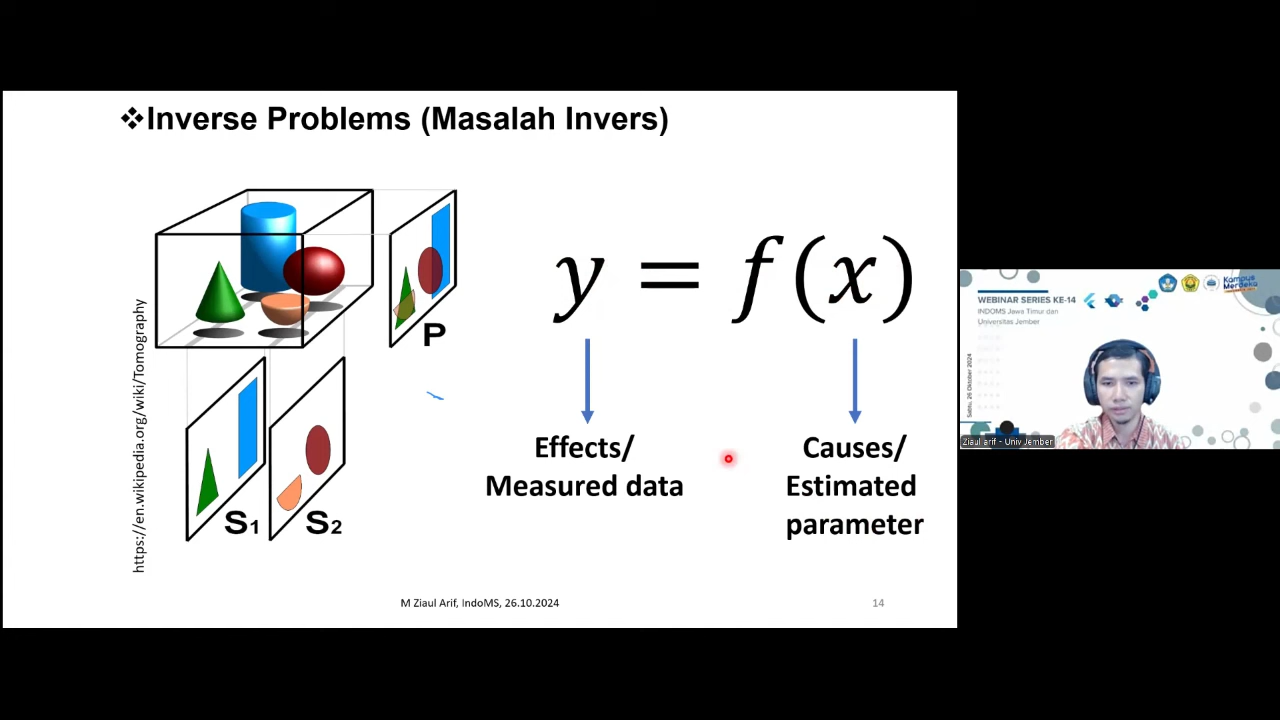 ❖Inverse Problems (Masalah Invers)
https://en.wikipedia.org/wiki/Tomography
P
S1
S2
y = f(x)
Effects/
Measured data
Causes/
Estimated
parameter
M Ziaul Arif, IndoMS, 26.10.2024
14
WEBINAR SERIES KE-14
INDOMS Jawa Timur dan
Universitas Jember
Sabtu, 26 Oktober 2024
Kampus
Merdeka
Ziaul arif - Univ Jember